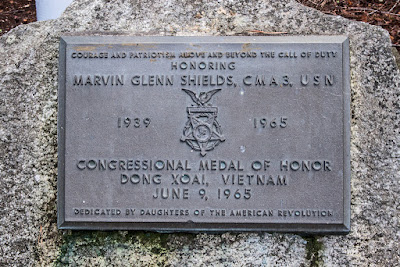 COURAGE AND PATRIOTISM ABOVE AND BEYOND THE CALL OF DUTY
HONORING
MARVIN GLENN SHIELDS, CMA3, USN
1939 1965
CONGRESSIONAL MEDAL OF HONOR
DONG XOAI, VIETNAM
JUNE 9, 1965
DEDICATED BY DAUGHTERS OF THE AMERICAN REVOLUTION